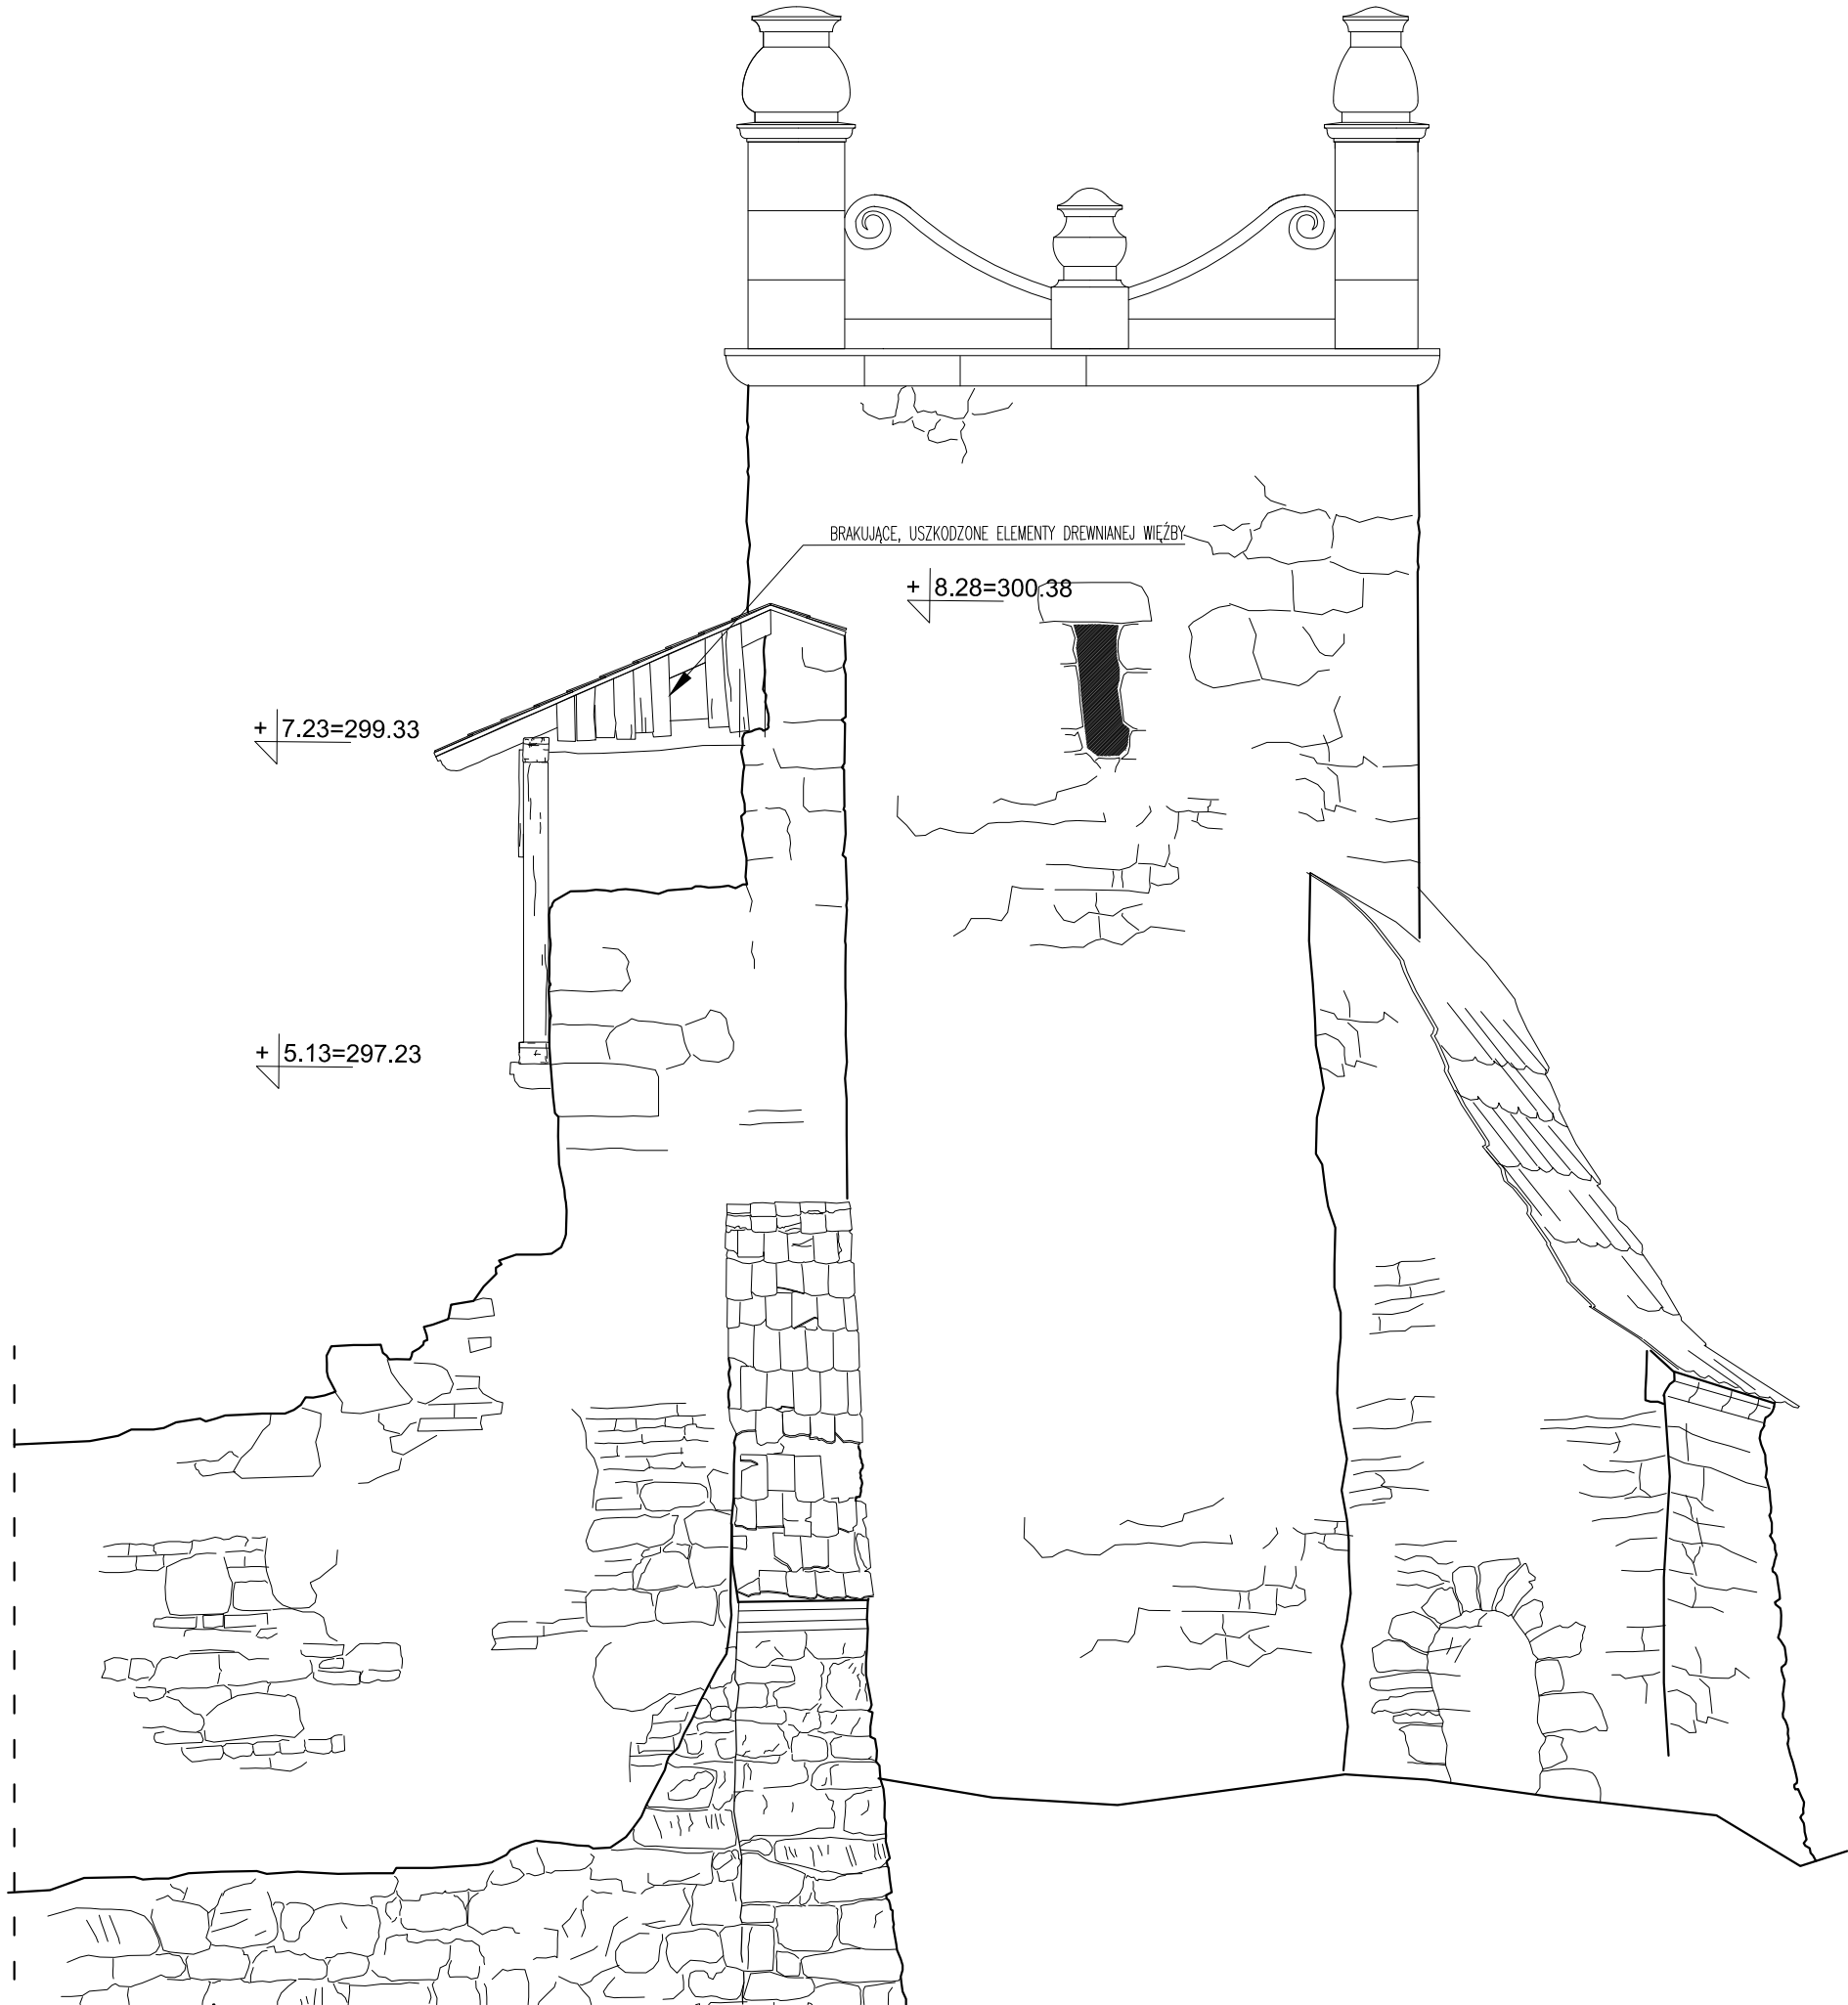 BRAKUJĄCE, USZKODZONE ELEMENTY DREWNIANEJ WIĘŹBY
+ 8.28=300.38
+ 7.23=299.33
+ 5.13=297.23